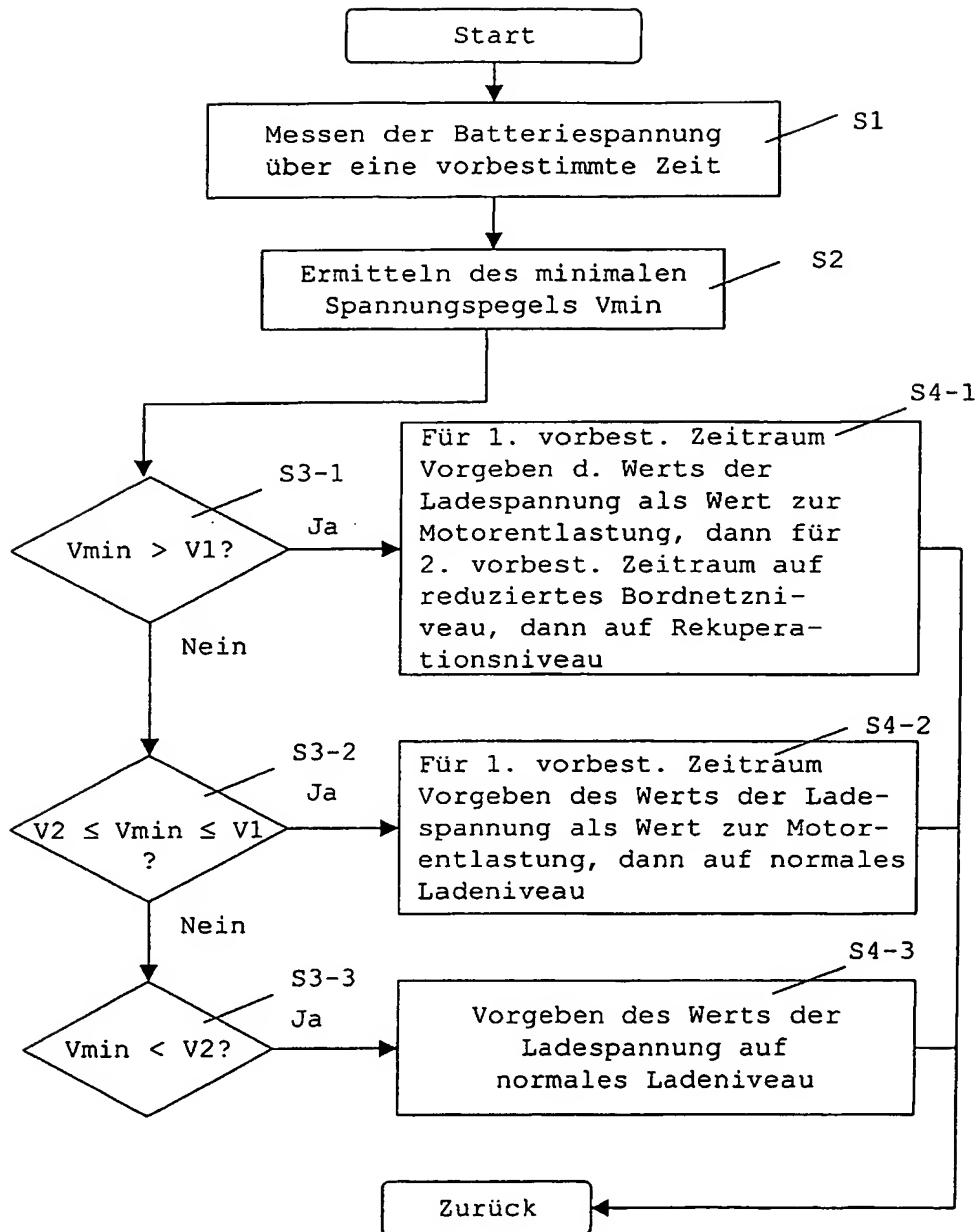 Start
S1
Messen der Batteriespannung
über eine vorbestimmte Zeit
S2
Ermitteln des minimalen
Spannungspegels Vmin
S4-1
Für 1. vorbest. Zeitraum
Vorgeben d. Werts der
Ladespannung als Wert zur
Motorentlastung, dann für
2. vorbest. Zeitraum auf
reduziertes Bordnetzni-
veau, dann auf Rekupera-
tionsniveau
S3-1
Vmin > V1?
Ja
Nein
S4-2
Für 1. vorbest. Zeitraum
Vorgeben des Werts der Lade-
spannung als Wert zur Motor-
entlastung, dann auf normales
Ladeniveau
S3-2
V2 ≤ Vmin ≤ V1
?
Ja
Nein
S4-3
Vorgeben des Werts der
Ladespannung auf
normales Ladeniveau
S3-3
Vmin < V2?
Ja
Zurück